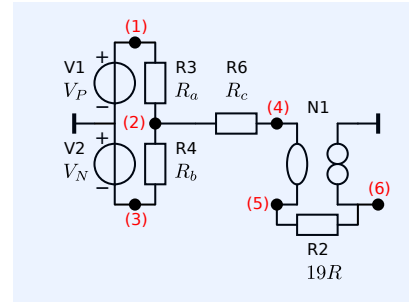 (1)
V1
V_P
+
−
R3
R_a
R6
R_c
(2)
(4)
N1
V2
V_N
+
−
R4
R_b
(5)
(6)
(3)
R2
19R